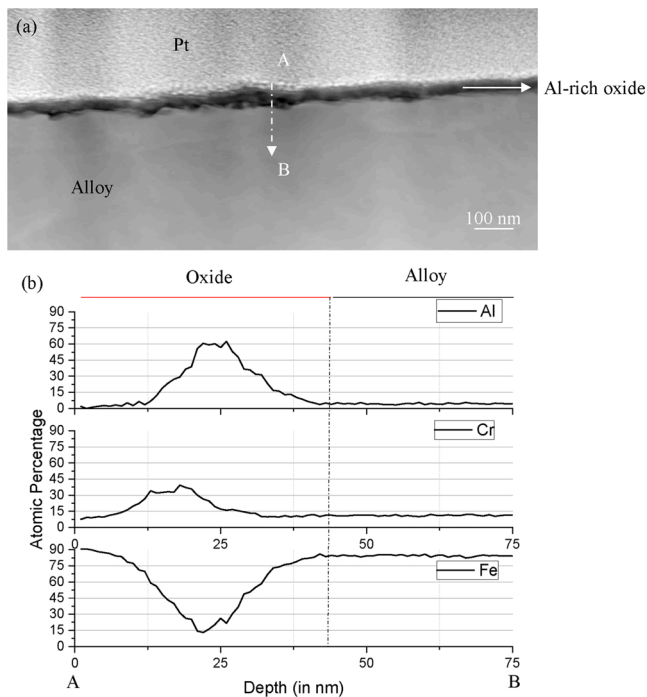 (a)
Pt
A
Al-rich oxide
B
Alloy
100 nm
(b)
Oxide Alloy
90
75
60
45
30
15
0
Al
90
75
60
45
30
15
0
Cr
0 25 50 75
90
75
60
45
30
15
0
Fe
0 25 50 75
Atomic Percentage
A Depth (in nm) B